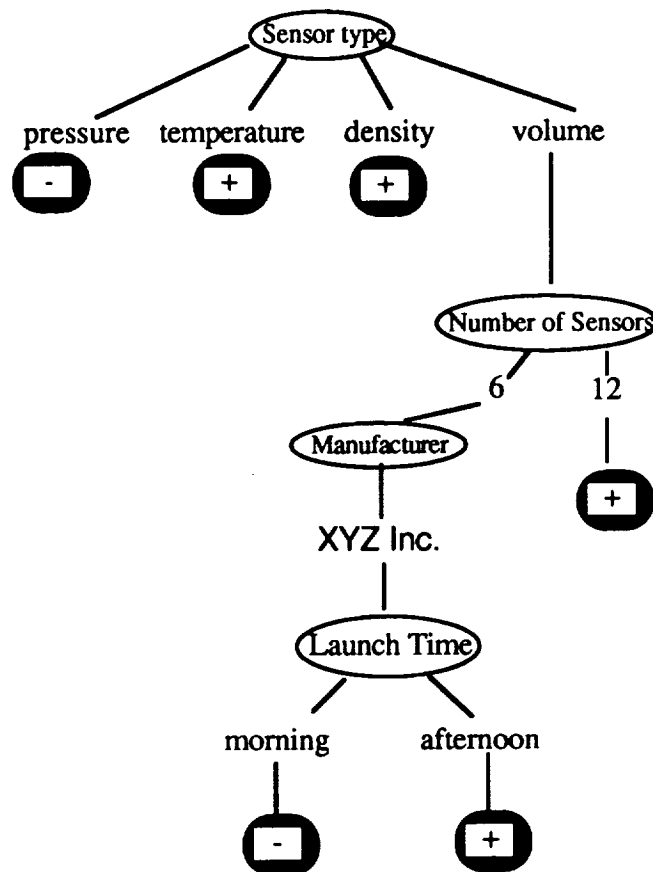 Sensor type
pressure temperature density volume
- + +
Number of Sensors
6 12
Manufacturer
+
XYZ Inc.
Launch Time
morning afternoon
- +